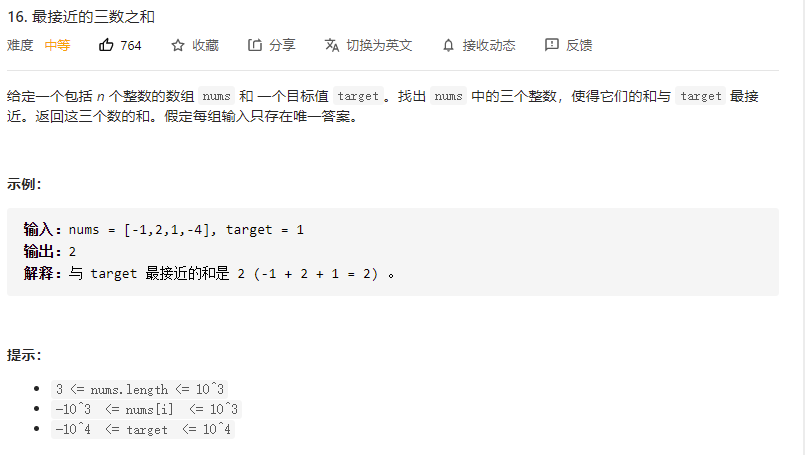 16. 最接近的三数之和
难度 中等 764 收藏 分享 切换为英文 接收动态 反馈
给定一个包括 n 个整数的数组 nums 和 一个目标值 target。找出 nums 中的三个整数，使得它们的和与 target 最接
近。返回这三个数的和。假定每组输入只存在唯一答案。
示例：
输入：nums = [-1,2,1,-4], target = 1
输出：2
解释：与 target 最接近的和是 2 (-1 + 2 + 1 = 2) 。
提示：
3 <= nums.length <= 10^3
-10^3 <= nums[i] <= 10^3
-10^4 <= target <= 10^4